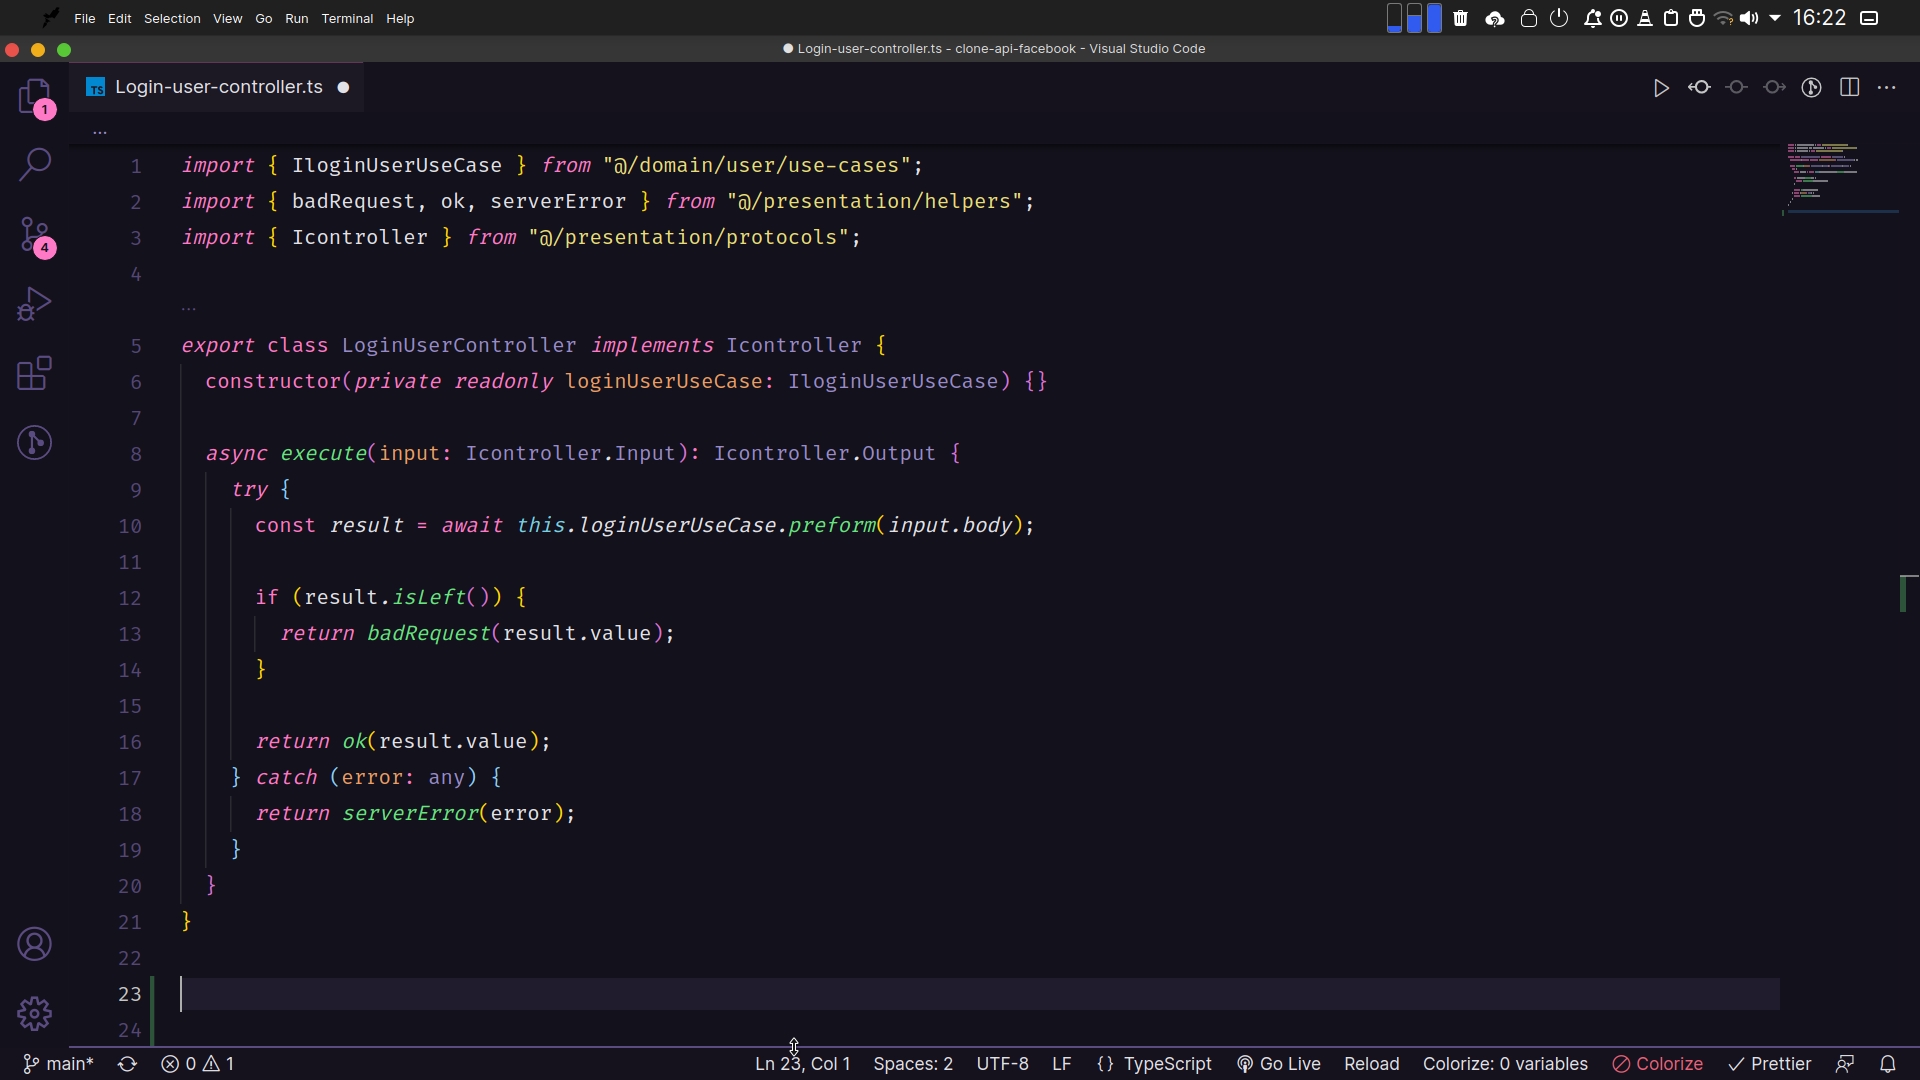 File Edit Selection View Go Run Terminal Help 16:22
● Login-user-controller.ts - clone-api-facebook - Visual Studio Code
TS Login-user-controller.ts ●
...
1 import { IloginUserUseCase } from "@/domain/user/use-cases";
2 import { badRequest, ok, serverError } from "@/presentation/helpers";
3 import { Icontroller } from "@/presentation/protocols";
4
...
5 export class LoginUserController implements Icontroller {
6 constructor(private readonly loginUserUseCase: IloginUserUseCase) {}
7
8 async execute(input: Icontroller.Input): Icontroller.Output {
9 try {
10 const result = await this.loginUserUseCase.preform(input.body);
11
12 if (result.isLeft()) {
13 return badRequest(result.value);
14 }
15
16 return ok(result.value);
17 } catch (error: any) {
18 return serverError(error);
19 }
20 }
21 }
22
23
24
1
4
main* 0 1 Ln 23, Col 1 Spaces: 2 UTF-8 LF {} TypeScript Go Live Reload Colorize: 0 variables Colorize Prettier